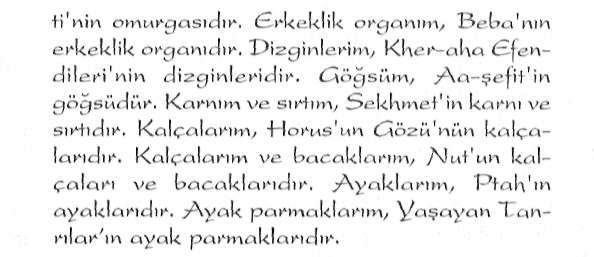 ti'nin omurgasıdır. Erkeklik organım, Beba'nın
erkeklik organıdır. Dizginlerim, Kher-aha Efen-
dileri'nin dizginleridir. Göğsüm, Aa-şefit'in
göğsüdür. Karnım ve sırtım, Sekhmet'in karnı ve
sırtıdır. Kalçalarım, Horus'un Gözü'nün kalça-
larıdır. Kalçalarım ve bacaklarım, Nut'un kal-
çaları ve bacaklarıdır. Ayaklarım, Ptah'ın
ayaklarıdır. Ayak parmaklarım, Yaşayan Tan-
rılar'ın ayak parmaklarıdır.